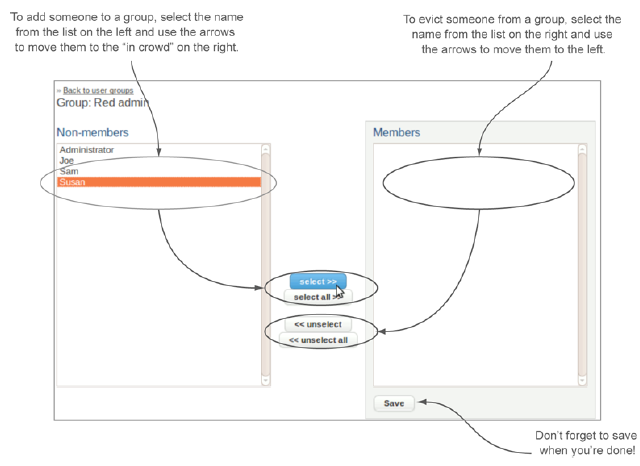 To add someone to a group, select the name
from the list on the left and use the arrows
to move them to the “in crowd” on the right.
To evict someone from a group, select the
name from the list on the right and use
the arrows to move them to the left.
« Back to user groups
Group: Red admin
Non-members
Members
Administrator
Joe
Sam
Susan
select >>
select all >>
<< unselect
<< unselect all
Save
Don’t forget to save
when you’re done!